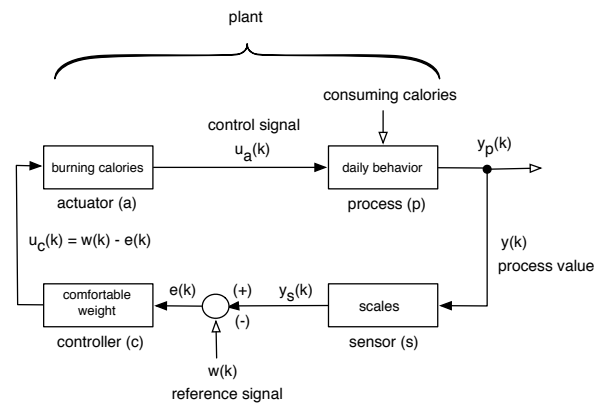 plant
consuming calories
control signal
u_a(k)
y_p(k)
burning calories
daily behavior
actuator (a)
process (p)
u_c(k) = w(k) - e(k)
y(k)
process value
comfortable
weight
e(k)
(+)
(-)
y_s(k)
scales
controller (c)
sensor (s)
w(k)
reference signal